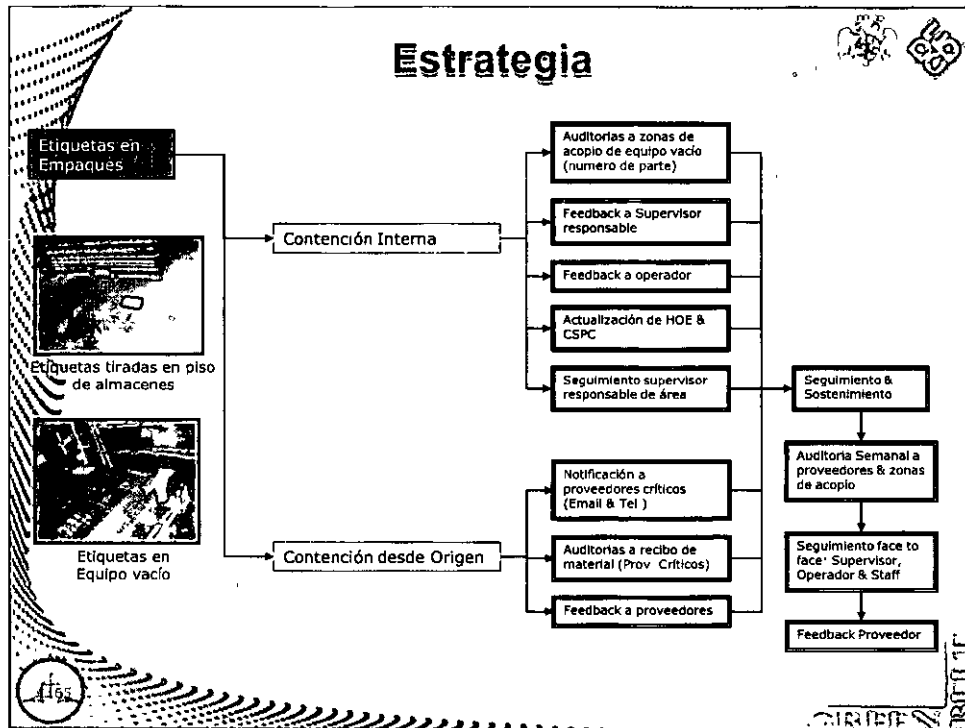 Estrategia
Etiquetas en
Empaques
Etiquetas tiradas en piso
de almacenes
Etiquetas en
Equipo vacío
Contención Interna
Contención desde Origen
Auditorias a zonas de
acopio de equipo vacío
(numero de parte)
Feedback a Supervisor
responsable
Feedback a operador
Actualización de HOE &
CSPC
Seguimiento supervisor
responsable de área
Notificación a
proveedores críticos
(Email & Tel )
Auditorias a recibo de
material (Prov Críticos)
Feedback a proveedores
Seguimiento &
Sostenimiento
Auditoria Semanal a
proveedores & zonas
de acopio
Seguimiento face to
face' Supervisor,
Operador & Staff
Feedback Proveedor